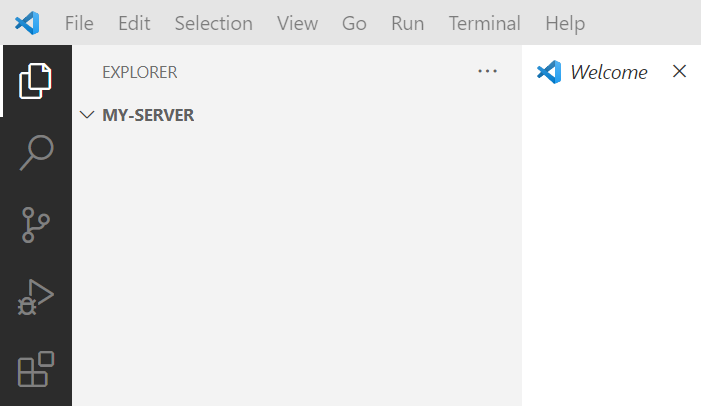 File Edit Selection View Go Run Terminal Help
EXPLORER
Welcome
MY-SERVER